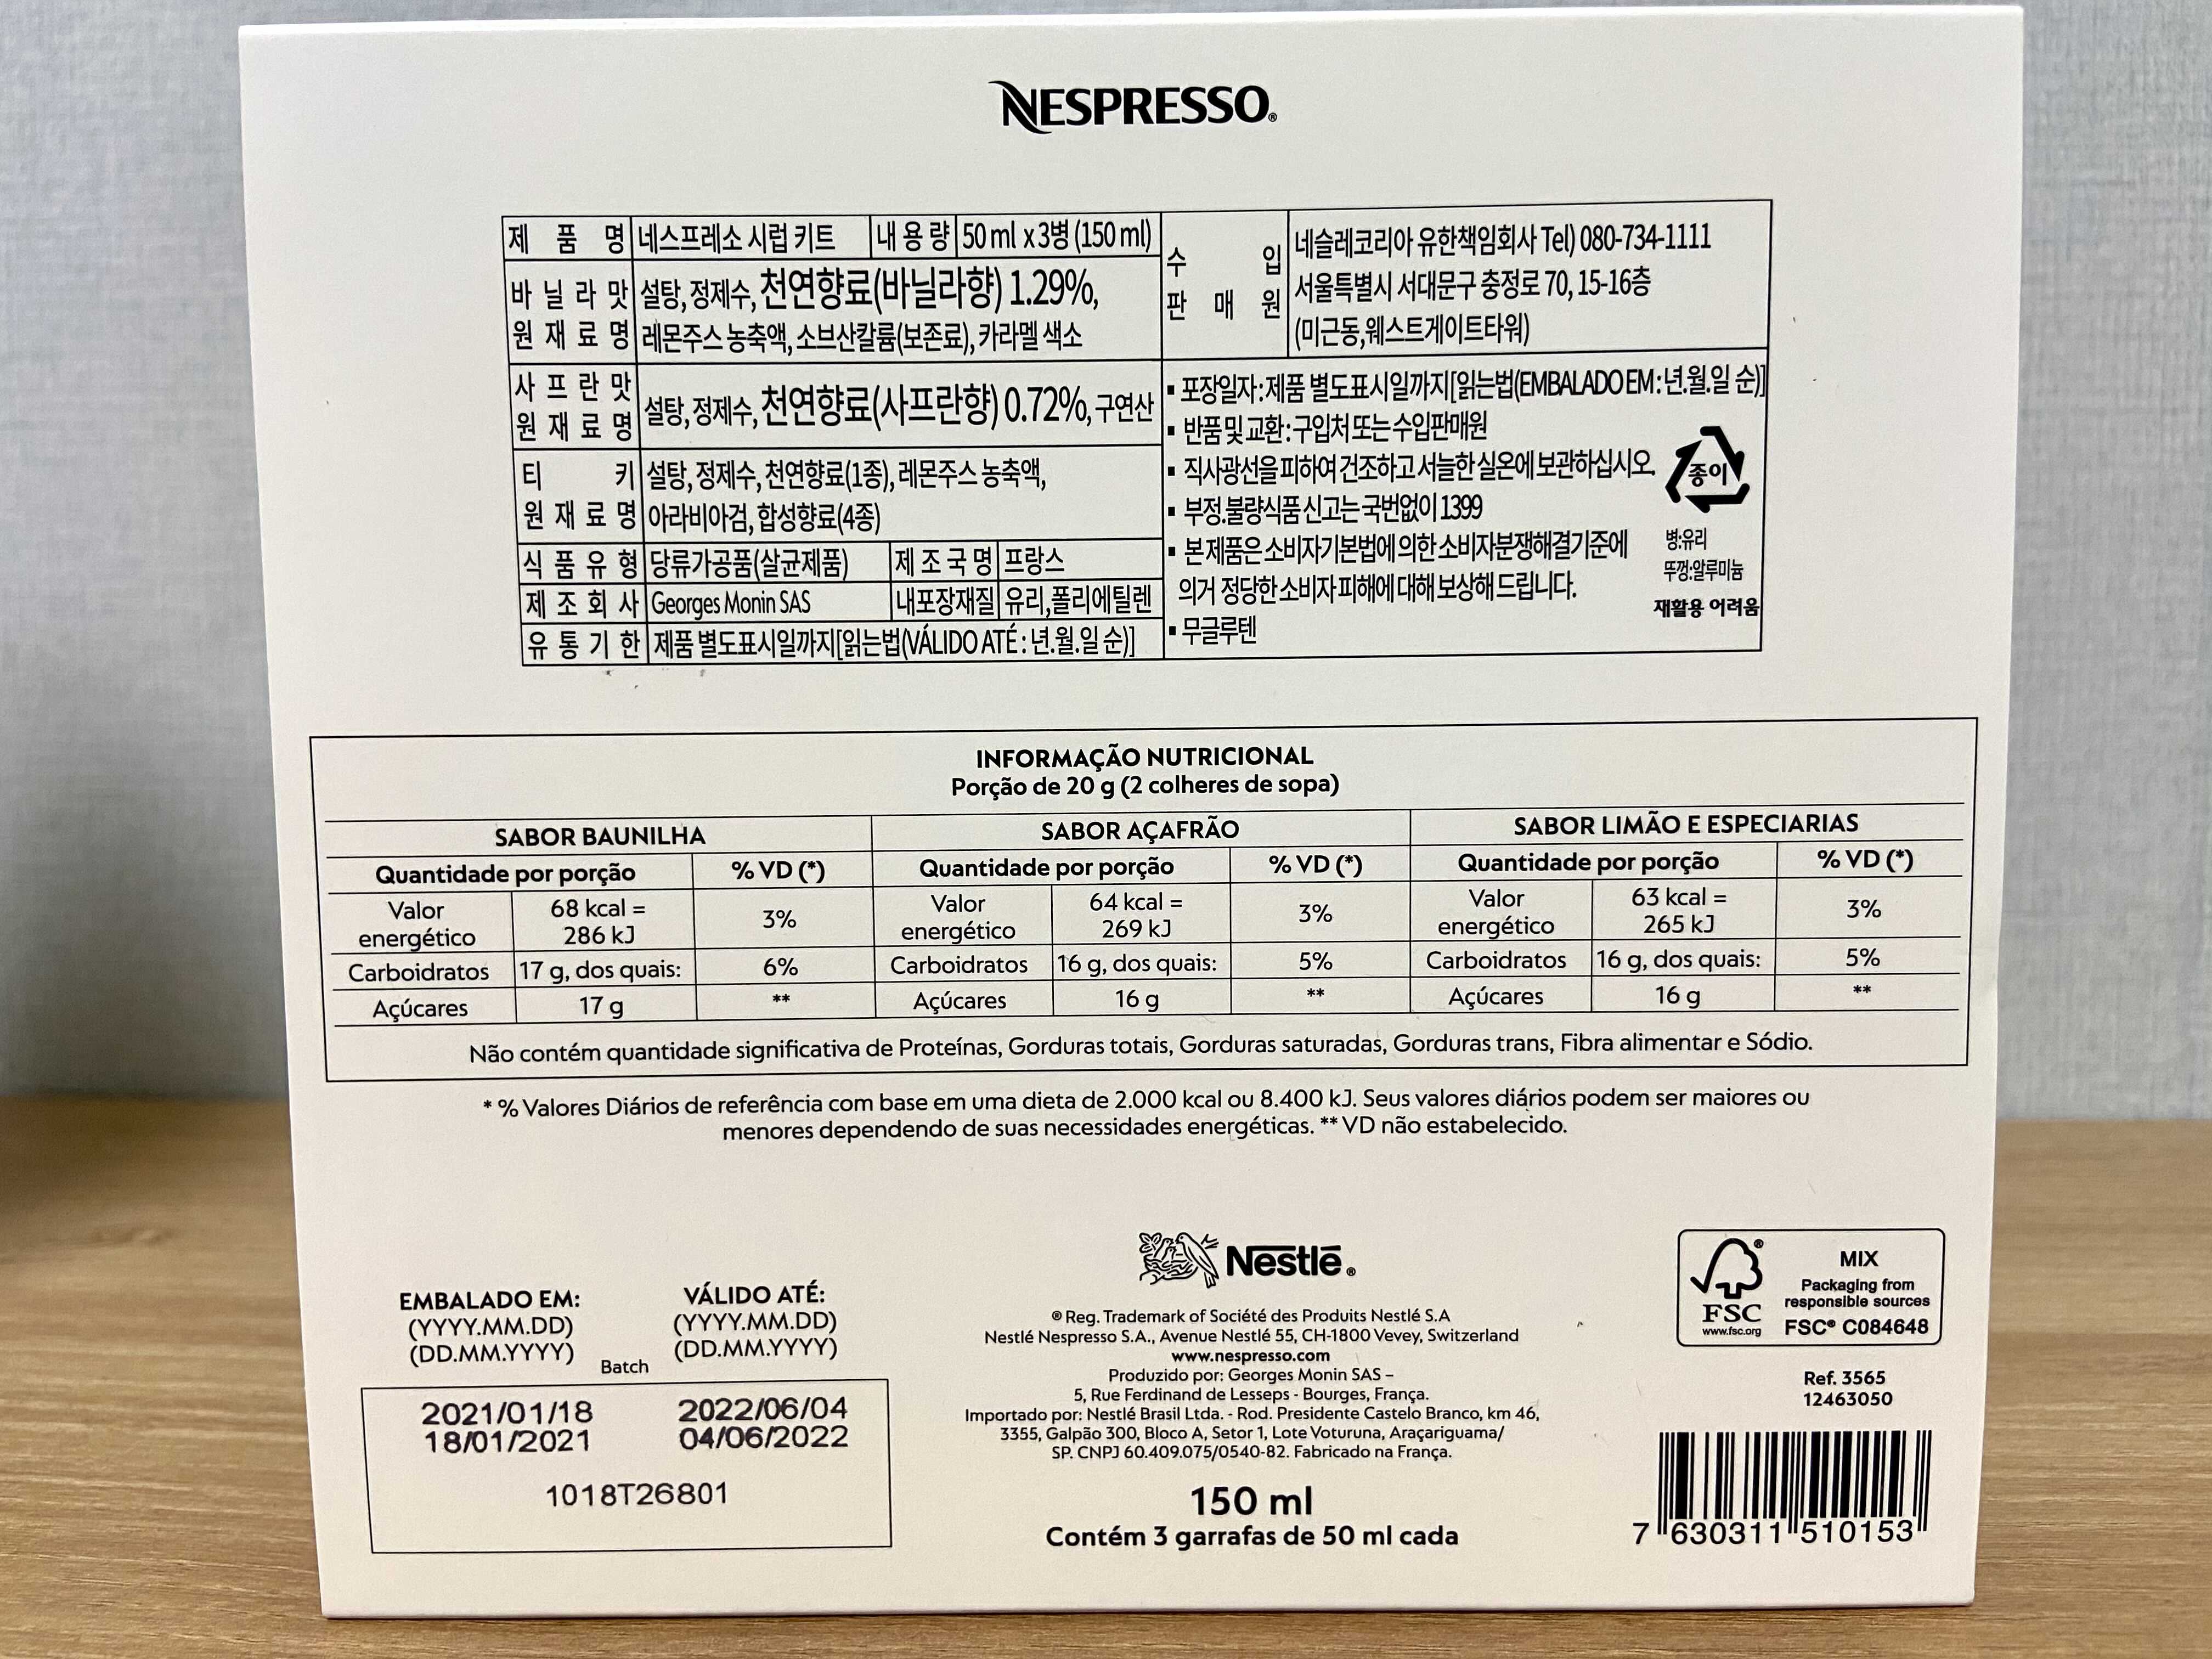 NESPRESSO®
제 품 명 네스프레소 시럽 키트 내 용 량 50 ml x 3병 (150 ml)
바 닐 라 맛 원 재 료 명 설탕, 정제수, 천연향료(바닐라향) 1.29%,
레몬주스 농축액, 소브산칼륨(보존료), 카라멜 색소
사 프 란 맛 원 재 료 명 설탕, 정제수, 천연향료(사프란향) 0.72%, 구연산
티 키 원 재 료 명 설탕, 정제수, 천연향료(1종), 레몬주스 농축액,
아라비아검, 합성향료(4종)
식 품 유 형 당류가공품(살균제품) 제 조 국 명 프랑스
제 조 회 사 Georges Monin SAS 내포장재질 유리,폴리에틸렌
유 통 기 한 제품 별도표시일까지[읽는법(VÁLIDO ATÉ : 년.월.일 순)]
수 입 판 매 원 네슬레코리아 유한책임회사 Tel) 080-734-1111
서울특별시 서대문구 충정로 70, 15-16층
(미근동,웨스트게이트타워)
▪ 포장일자 : 제품 별도표시일까지[읽는법(EMBALADO EM : 년.월.일 순)]
▪ 반품 및 교환 : 구입처 또는 수입판매원
▪ 직사광선을 피하여 건조하고 서늘한 실온에 보관하십시오.
▪ 부정.불량식품 신고는 국번없이 1399
▪ 본 제품은 소비자기본법에 의한 소비자분쟁해결기준에
의거 정당한 소비자 피해에 대해 보상해 드립니다.
▪ 무글루텐
종이
병:유리
뚜껑:알루미늄
재활용 어려움
INFORMAÇÃO NUTRICIONAL
Porção de 20 g (2 colheres de sopa)
SABOR BAUNILHA SABOR AÇAFRÃO SABOR LIMÃO E ESPECIARIAS
Quantidade por porção % VD (*) Quantidade por porção % VD (*) Quantidade por porção % VD (*)
Valor energético 68 kcal = 286 kJ 3% Valor energético 64 kcal = 269 kJ 3% Valor energético 63 kcal = 265 kJ 3%
Carboidratos 17 g, dos quais: 6% Carboidratos 16 g, dos quais: 5% Carboidratos 16 g, dos quais: 5%
Açúcares 17 g ** Açúcares 16 g ** Açúcares 16 g **
Não contém quantidade significativa de Proteínas, Gorduras totais, Gorduras saturadas, Gorduras trans, Fibra alimentar e Sódio.
* % Valores Diários de referência com base em uma dieta de 2.000 kcal ou 8.400 kJ. Seus valores diários podem ser maiores ou
menores dependendo de suas necessidades energéticas. ** VD não estabelecido.
EMBALADO EM: VÁLIDO ATÉ:
(YYYY.MM.DD) (YYYY.MM.DD)
(DD.MM.YYYY) Batch (DD.MM.YYYY)
2021/01/18 2022/06/04
18/01/2021 04/06/2022
1018T26801
Nestlé®
® Reg. Trademark of Société des Produits Nestlé S.A
Nestlé Nespresso S.A., Avenue Nestlé 55, CH-1800 Vevey, Switzerland
www.nespresso.com
Produzido por: Georges Monin SAS –
5, Rue Ferdinand de Lesseps - Bourges, França.
Importado por: Nestlé Brasil Ltda. - Rod. Presidente Castelo Branco, km 46,
3355, Galpão 300, Bloco A, Setor 1, Lote Voturuna, Araçariguama/
SP. CNPJ 60.409.075/0540-82. Fabricado na França.
150 ml
Contém 3 garrafas de 50 ml cada
®
FSC
www.fsc.org
MIX
Packaging from
responsible sources
FSC® C084648
Ref. 3565
12463050
7 630311 510153